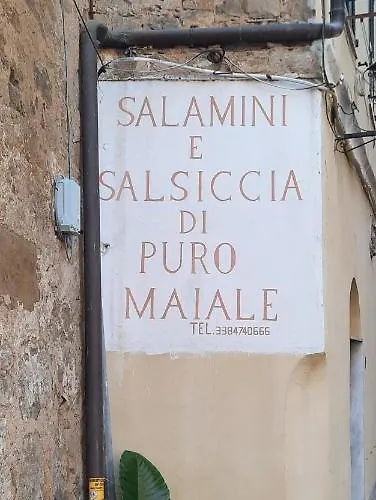 SALAMINI
E
SALSICCIA
DI
PURO
MAIALE
TEL.3384740666